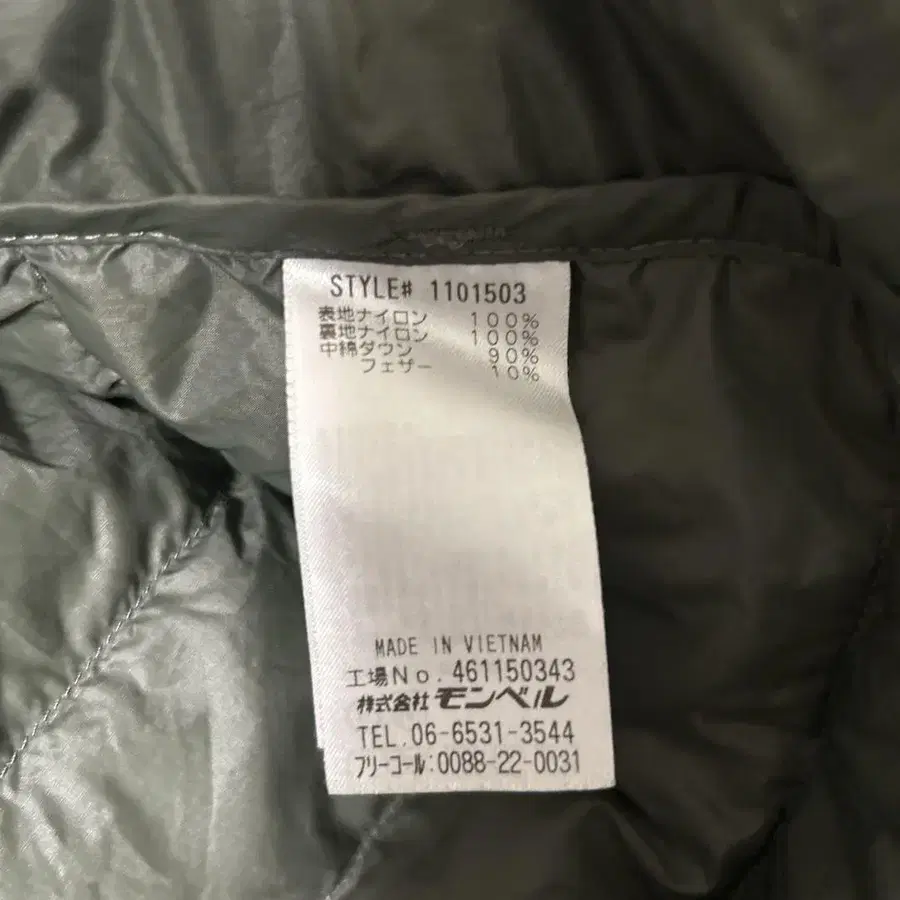 STYLE# 1101503
表地ナイロン 100%
裏地ナイロン 100%
中綿ダウン 90%
フェザー 10%
MADE IN VIETNAM
工場No. 461150343
株式会社モンベル
TEL.06-6531-3544
フリーコール:0088-22-0031